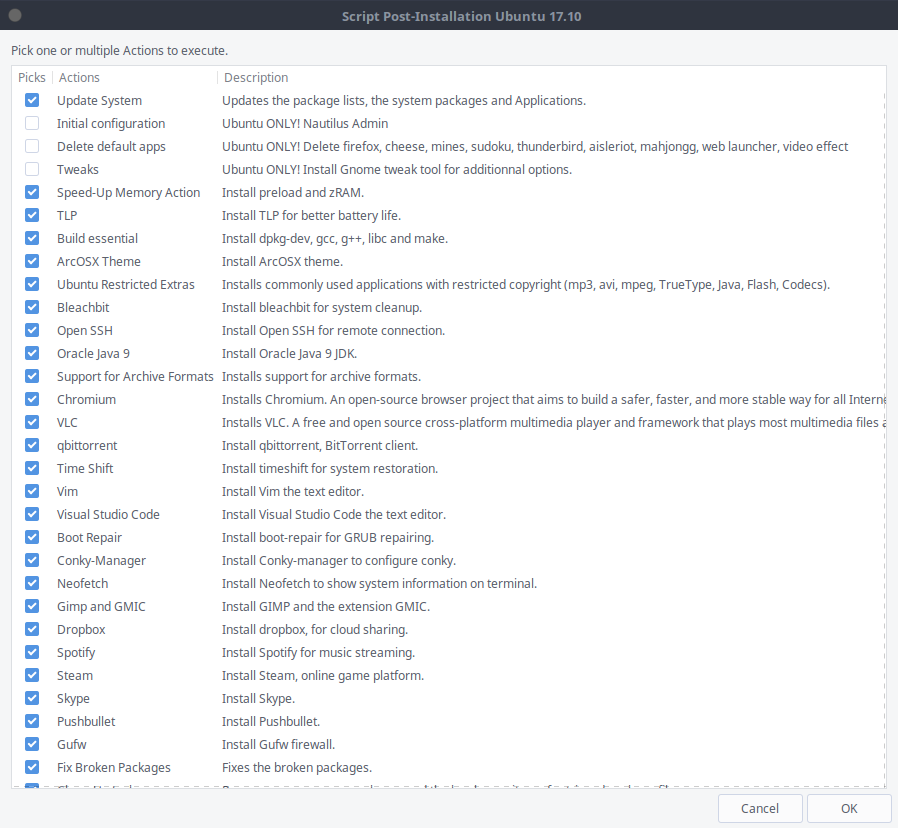 Script Post-Installation Ubuntu 17.10
Pick one or multiple Actions to execute.
Picks Actions Description
Update System Updates the package lists, the system packages and Applications.
Initial configuration Ubuntu ONLY! Nautilus Admin
Delete default apps Ubuntu ONLY! Delete firefox, cheese, mines, sudoku, thunderbird, aisleriot, mahjongg, web launcher, video effect
Tweaks Ubuntu ONLY! Install Gnome tweak tool for additionnal options.
Speed-Up Memory Action Install preload and zRAM.
TLP Install TLP for better battery life.
Build essential Install dpkg-dev, gcc, g++, libc and make.
ArcOSX Theme Install ArcOSX theme.
Ubuntu Restricted Extras Installs commonly used applications with restricted copyright (mp3, avi, mpeg, TrueType, Java, Flash, Codecs).
Bleachbit Install bleachbit for system cleanup.
Open SSH Install Open SSH for remote connection.
Oracle Java 9 Install Oracle Java 9 JDK.
Support for Archive Formats Installs support for archive formats.
Chromium Installs Chromium. An open-source browser project that aims to build a safer, faster, and more stable way for all Interne
VLC Installs VLC. A free and open source cross-platform multimedia player and framework that plays most multimedia files a
qbittorrent Install qbittorrent, BitTorrent client.
Time Shift Install timeshift for system restoration.
Vim Install Vim the text editor.
Visual Studio Code Install Visual Studio Code the text editor.
Boot Repair Install boot-repair for GRUB repairing.
Conky-Manager Install Conky-manager to configure conky.
Neofetch Install Neofetch to show system information on terminal.
Gimp and GMIC Install GIMP and the extension GMIC.
Dropbox Install dropbox, for cloud sharing.
Spotify Install Spotify for music streaming.
Steam Install Steam, online game platform.
Skype Install Skype.
Pushbullet Install Pushbullet.
Gufw Install Gufw firewall.
Fix Broken Packages Fixes the broken packages.
Cancel OK